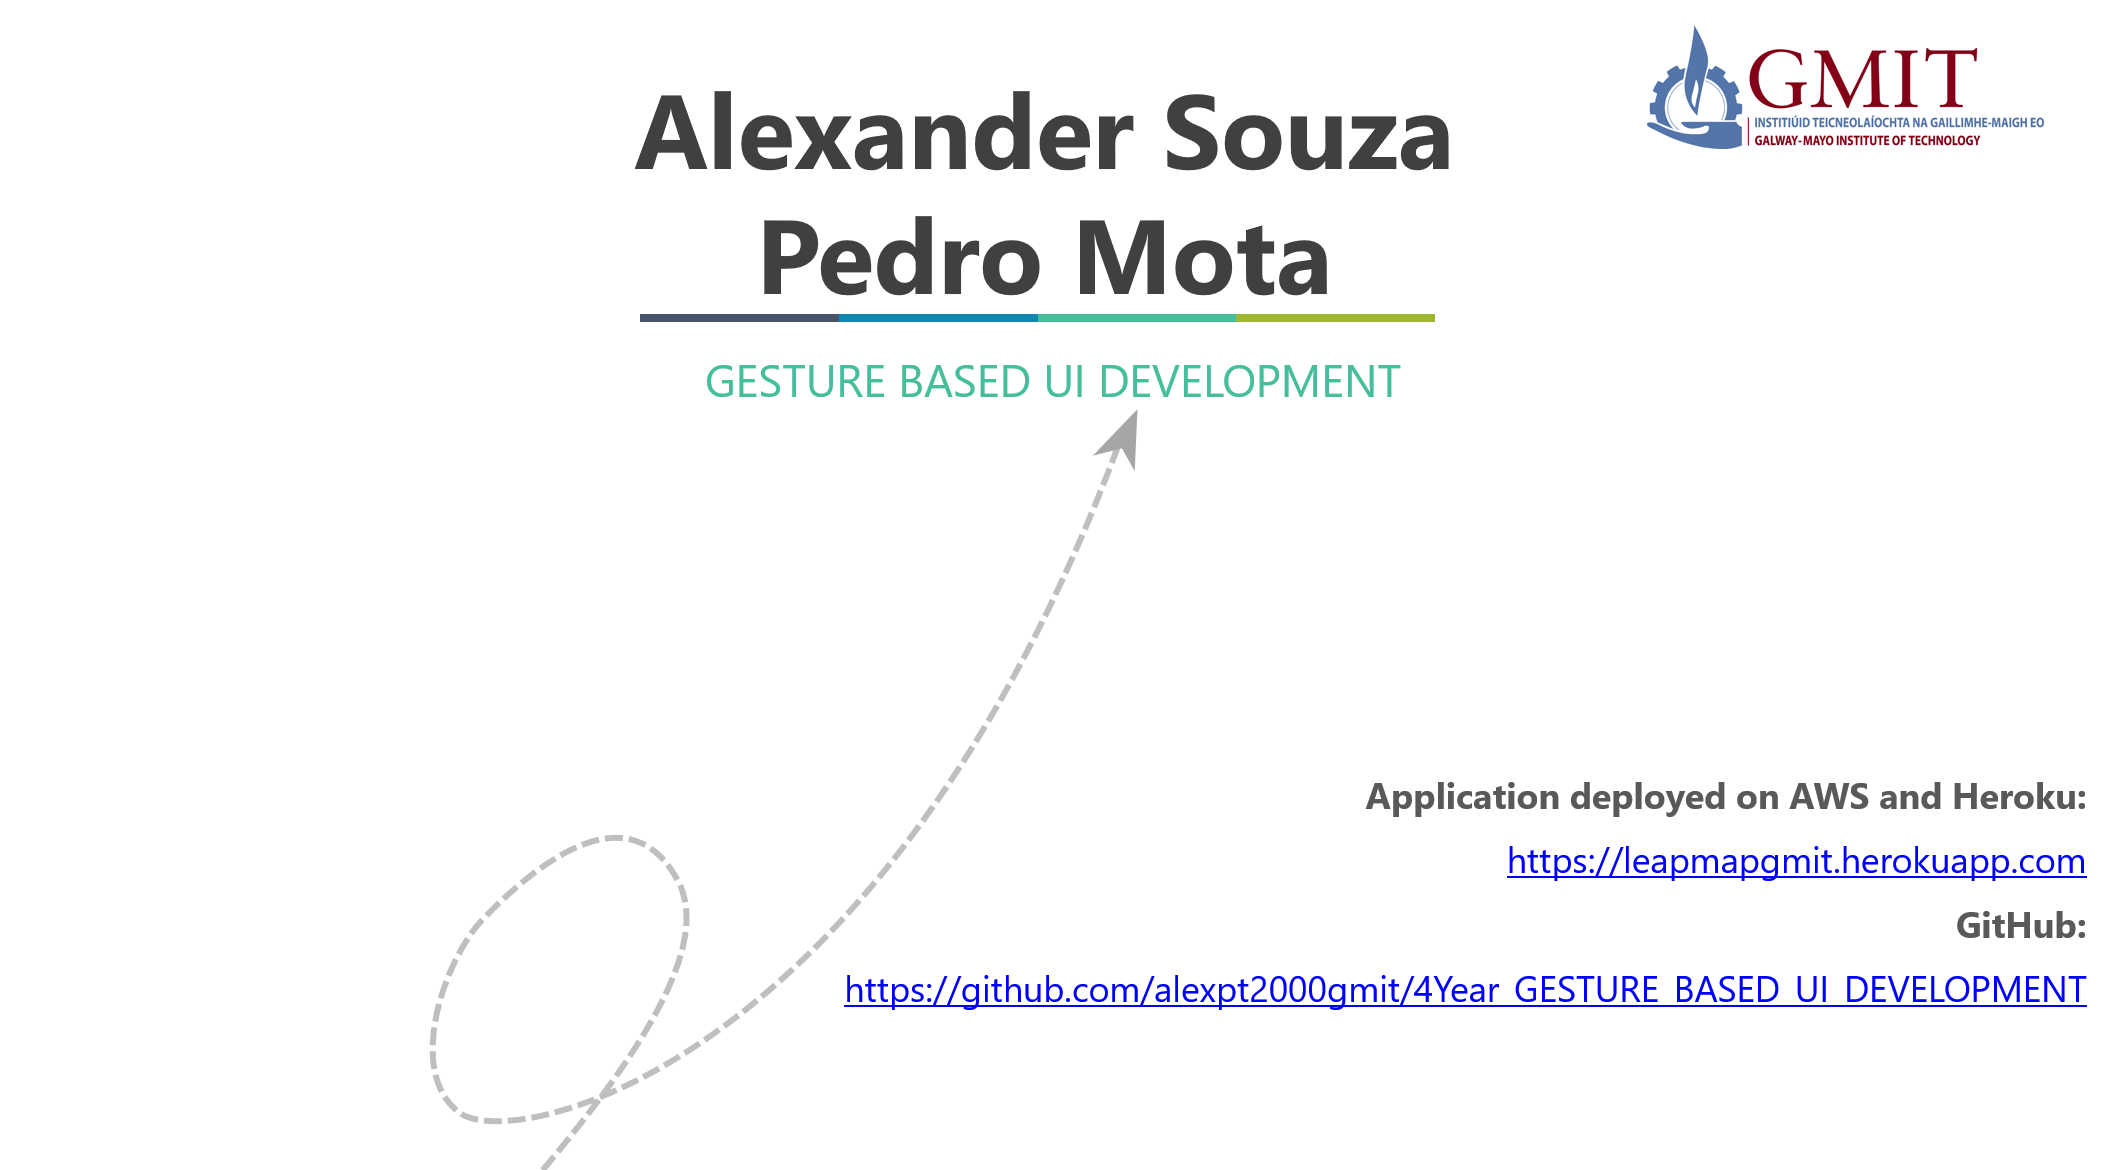 GMIT
INSTITIÚID TEICNEOLAÍOCHTA NA GAILLIMHE-MAIGH EO
GALWAY-MAYO INSTITUTE OF TECHNOLOGY
Alexander Souza
Pedro Mota
GESTURE BASED UI DEVELOPMENT
Application deployed on AWS and Heroku:
https://leapmapgmit.herokuapp.com
GitHub:
https://github.com/alexpt2000gmit/4Year_GESTURE_BASED_UI_DEVELOPMENT